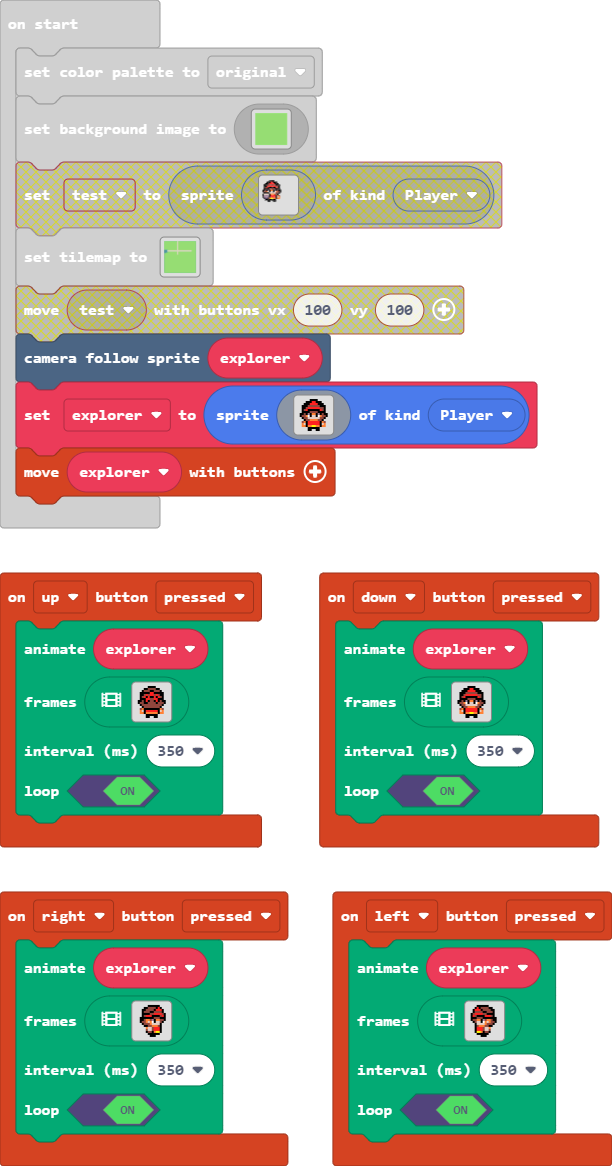 on start
set color palette to original
set background image to
set test to sprite of kind Player
set tilemap to
move test with buttons vx 100 vy 100
camera follow sprite explorer
set explorer to sprite of kind Player
move explorer with buttons
on up button pressed
animate explorer
frames
interval (ms) 350
loop ON
on down button pressed
animate explorer
frames
interval (ms) 350
loop ON
on right button pressed
animate explorer
frames
interval (ms) 350
loop ON
on left button pressed
animate explorer
frames
interval (ms) 350
loop ON